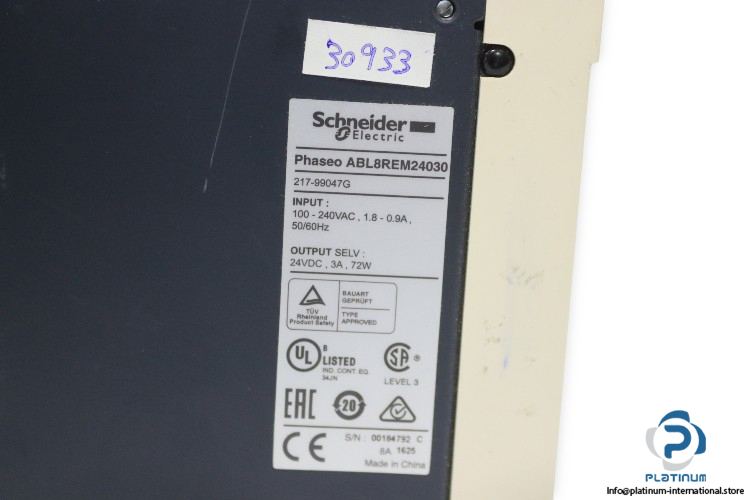 30933
Schneider
Electric
Phaseo ABL8REM24030
217-99047G
INPUT :
100 - 240VAC , 1.8 - 0.9A ,
50/60Hz
OUTPUT SELV :
24VDC , 3A , 72W
TÜV
Rheinland
Product Safety
BAUART
GEPRÜFT
TYPE
APPROVED
UL
B
LISTED
IND. CONT. EQ.
34JN
SA ®
LEVEL 3
EAC
20
CE
S/N : 00184792 C
8A 1625
Made in China
PLATINUM
Info@platinum-international.store